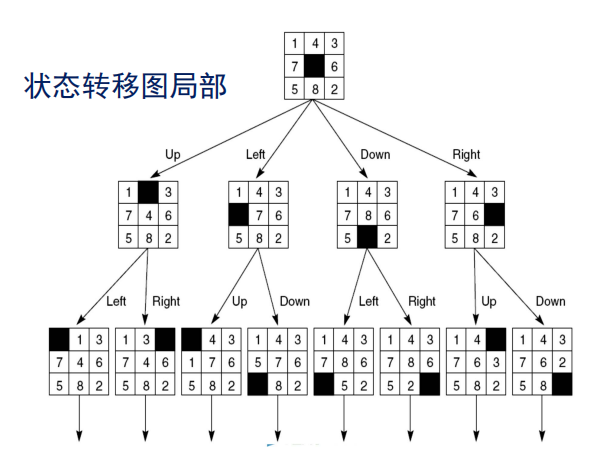 状态转移图局部
1 4 3
7 6
5 8 2
Up Left Down Right
1 3 1 4 3 1 4 3 1 4 3
7 4 6 7 6 7 8 6 7 6
5 8 2 5 8 2 5 2 5 8 2
Left Right Up Down Left Right Up Down
1 3 1 3 4 3 1 4 3 1 4 3 1 4 3 1 4 1 4 3
7 4 6 7 4 6 1 7 6 5 7 6 7 8 6 7 8 6 7 6 3 7 6 2
5 8 2 5 8 2 5 8 2 8 2 5 2 5 2 5 8 2 5 8